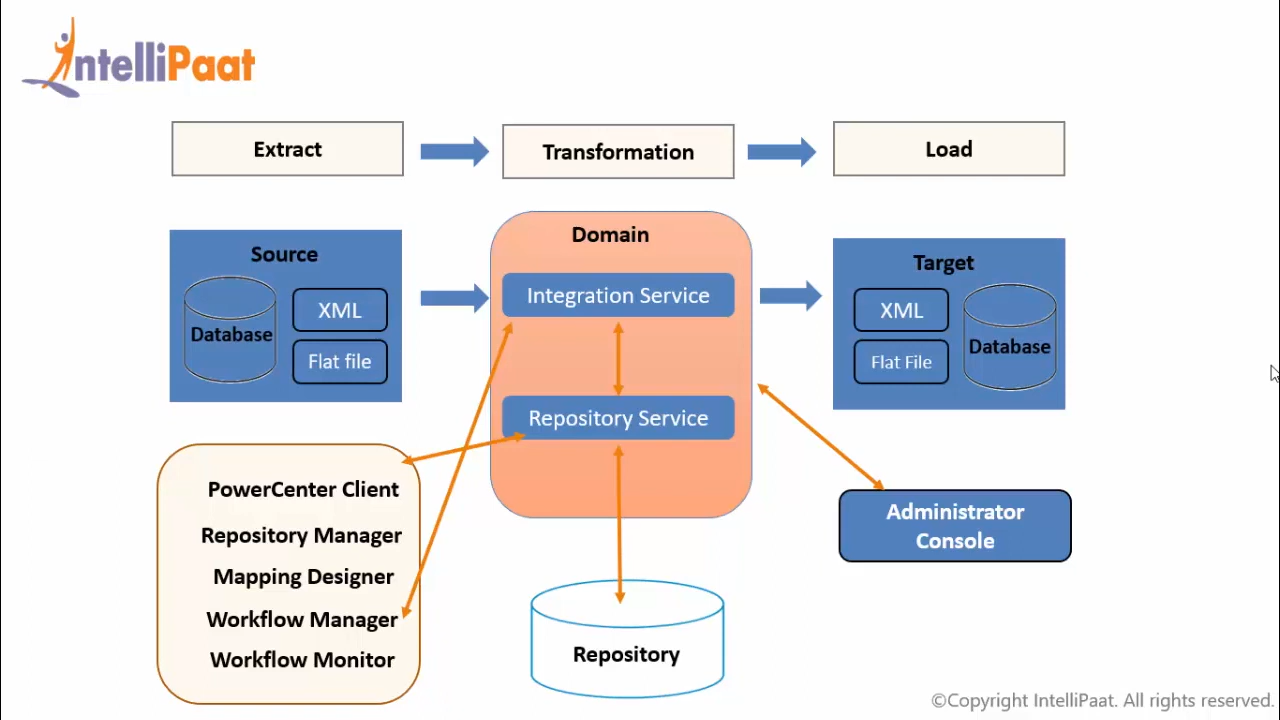 IntelliPaat
Extract
Transformation
Load
Source
Database
XML
Flat file
Domain
Integration Service
Repository Service
Target
XML
Flat File
Database
PowerCenter Client
Repository Manager
Mapping Designer
Workflow Manager
Workflow Monitor
Repository
Administrator
Console
©Copyright IntelliPaat. All rights reserved.